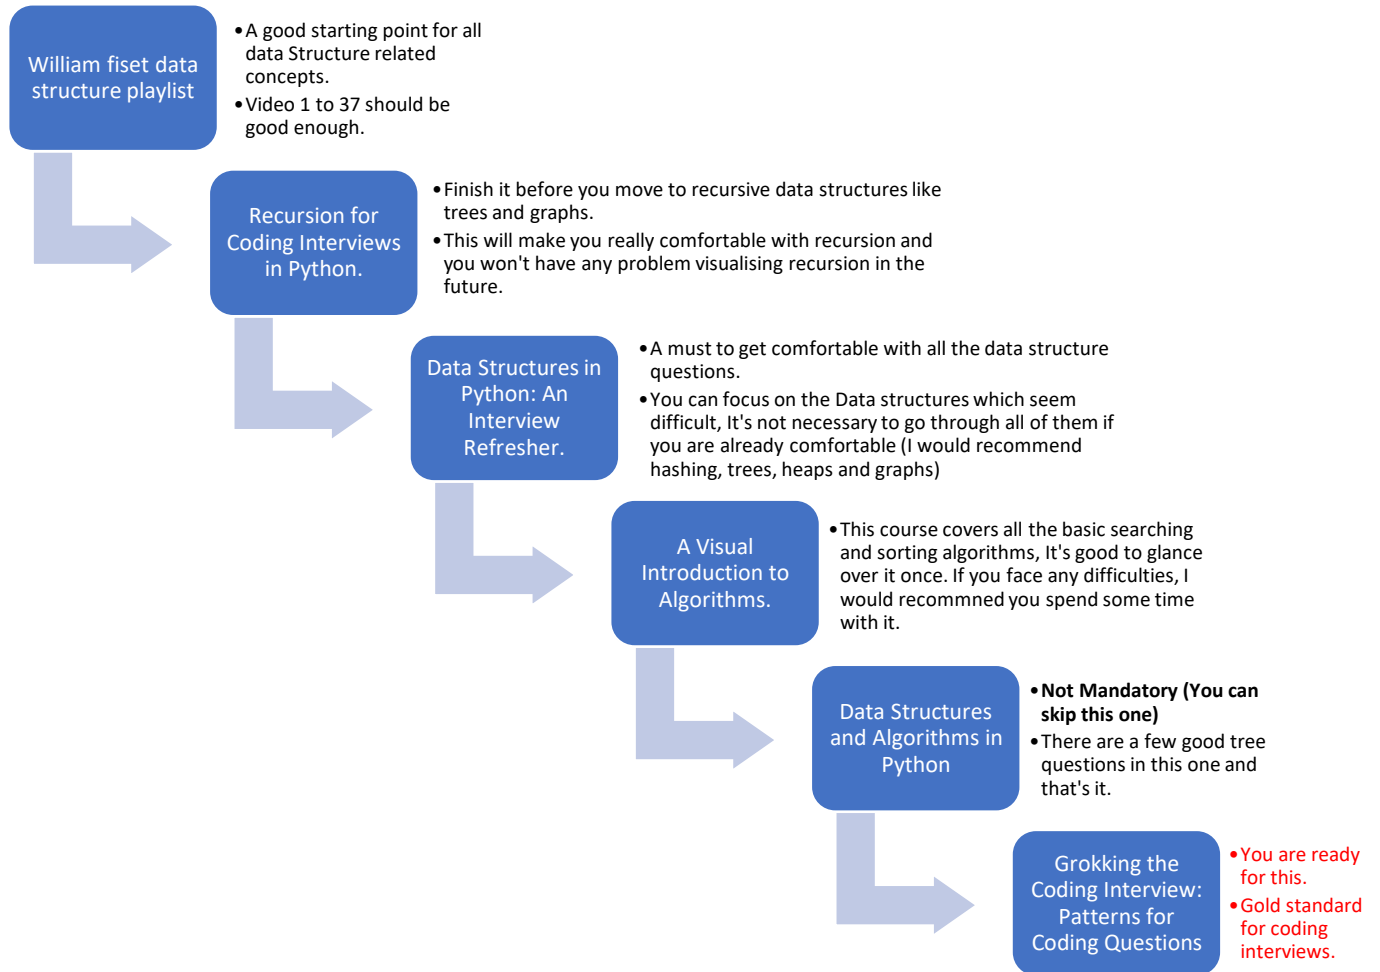 William fiset data
structure playlist
•A good starting point for all
data Structure related
concepts.
•Video 1 to 37 should be
good enough.
Recursion for
Coding Interviews
in Python.
•Finish it before you move to recursive data structures like
trees and graphs.
•This will make you really comfortable with recursion and
you won't have any problem visualising recursion in the
future.
Data Structures in
Python: An
Interview
Refresher.
•A must to get comfortable with all the data structure
questions.
•You can focus on the Data structures which seem
difficult, It's not necessary to go through all of them if
you are already comfortable (I would recommend
hashing, trees, heaps and graphs)
A Visual
Introduction to
Algorithms.
•This course covers all the basic searching
and sorting algorithms, It's good to glance
over it once. If you face any difficulties, I
would recommned you spend some time
with it.
Data Structures
and Algorithms in
Python
•Not Mandatory (You can
skip this one)
•There are a few good tree
questions in this one and
that's it.
Grokking the
Coding Interview:
Patterns for
Coding Questions
•You are ready
for this.
•Gold standard
for coding
interviews.